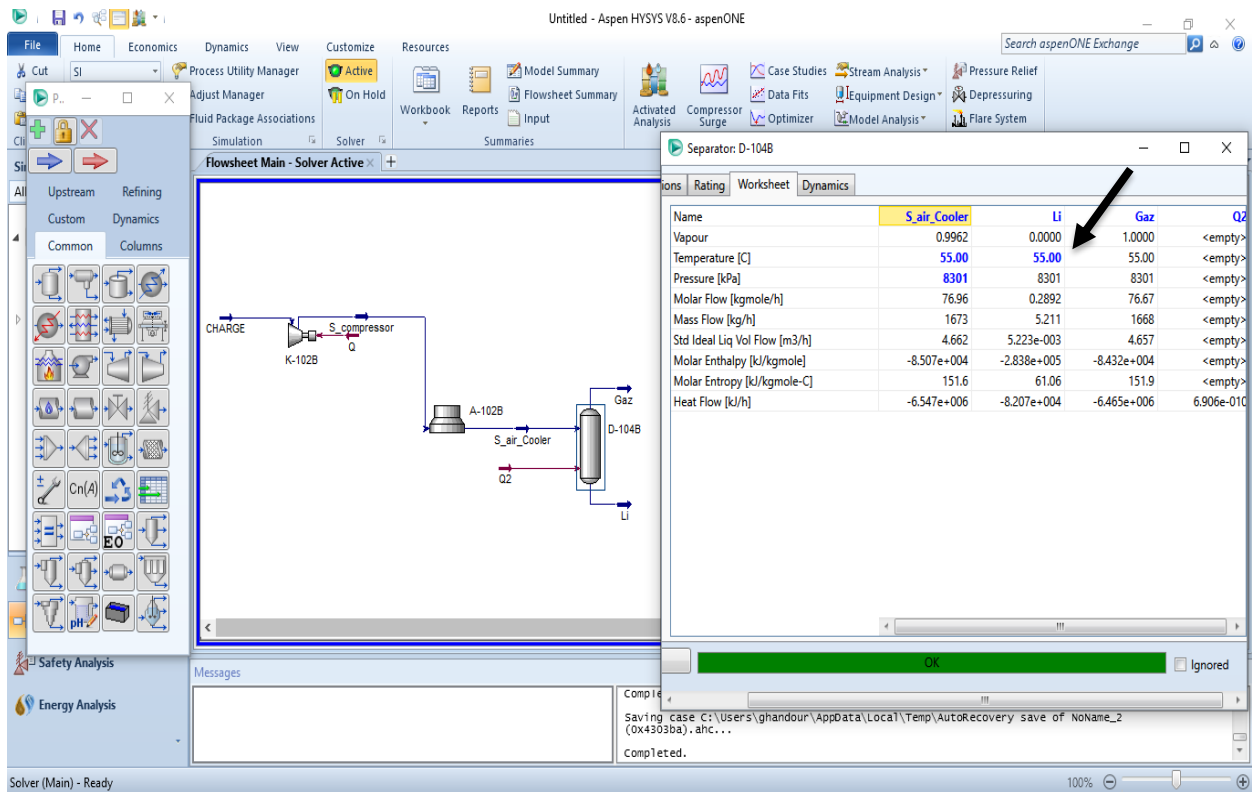 Untitled - Aspen HYSYS V8.6 - aspenONE
File Home Economics Dynamics View Customize Resources
Search aspenONE Exchange
Cut SI Process Utility Manager Active Model Summary Case Studies Stream Analysis Pressure Relief
P.. Adjust Manager On Hold Flowsheet Summary Data Fits Equipment Design Depressuring
Fluid Package Associations Workbook Reports Input Activated Analysis Compressor Surge Optimizer Model Analysis Flare System
Simulation Solver Summaries
Flowsheet Main - Solver Active
Upstream Refining
Custom Dynamics
Common Columns
Cn(A)
EO
pH
CHARGE
K-102B
S_compressor
Q
A-102B
S_air_Cooler
Q2
Gaz
D-104B
Li
Separator: D-104B
ions Rating Worksheet Dynamics
Name S_air_Cooler Li Gaz Q2
Vapour 0.9962 0.0000 1.0000 <empty>
Temperature [C] 55.00 55.00 55.00 <empty>
Pressure [kPa] 8301 8301 8301 <empty>
Molar Flow [kgmole/h] 76.96 0.2892 76.67 <empty>
Mass Flow [kg/h] 1673 5.211 1668 <empty>
Std Ideal Liq Vol Flow [m3/h] 4.662 5.223e-003 4.657 <empty>
Molar Enthalpy [kJ/kgmole] -8.507e+004 -2.838e+005 -8.432e+004 <empty>
Molar Entropy [kJ/kgmole-C] 151.6 61.06 151.9 <empty>
Heat Flow [kJ/h] -6.547e+006 -8.207e+004 -6.465e+006 6.906e-010
OK
Ignored
Safety Analysis
Energy Analysis
Messages
Saving case C:\Users\ghandour\AppData\Local\Temp\AutoRecovery save of NoName_2
(0x4303ba).ahc...
Completed.
Solver (Main) - Ready
100%